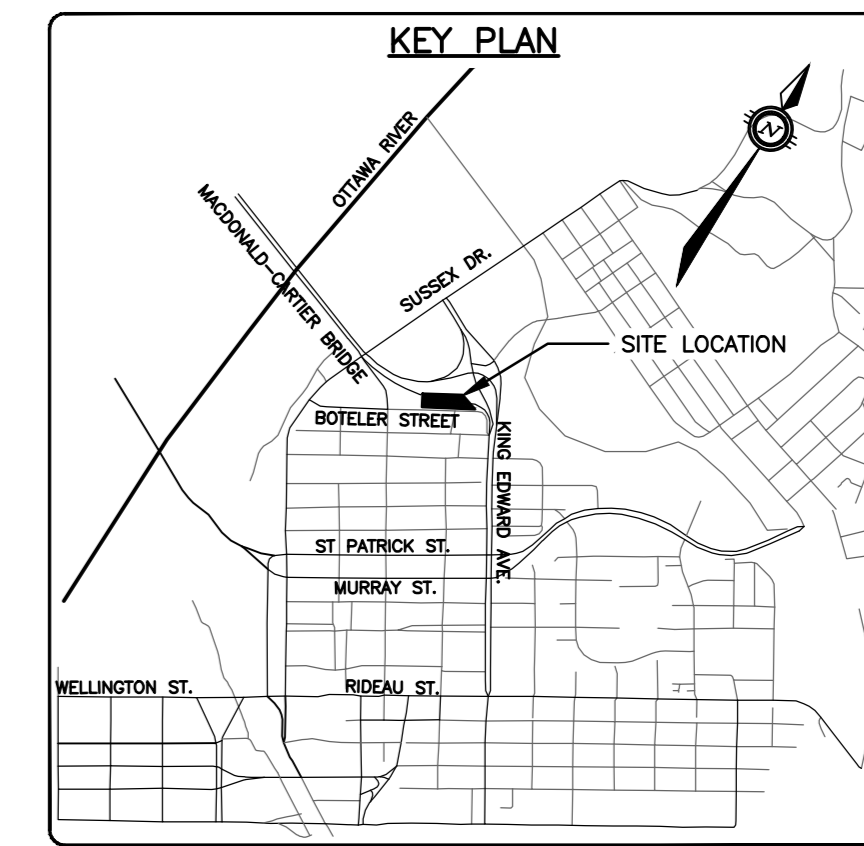 KEY PLAN
OTTAWA RIVER
N
MACDONALD-CARTIER BRIDGE
SUSSEX DR.
SITE LOCATION
BOTELER STREET
KING EDWARD AVE.
ST PATRICK ST.
MURRAY ST.
WELLINGTON ST.
RIDEAU ST.